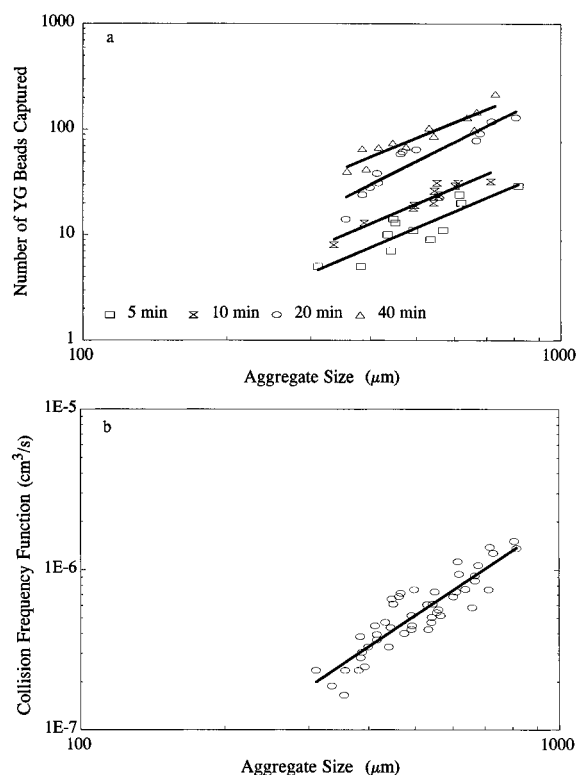 1000
a
100
Number of YG Beads Captured
10
5 min 10 min 20 min 40 min
1
100 1000
Aggregate Size (μm)
1E-5
b
Collision Frequency Function (cm³/s)
1E-6
1E-7
100 1000
Aggregate Size (μm)